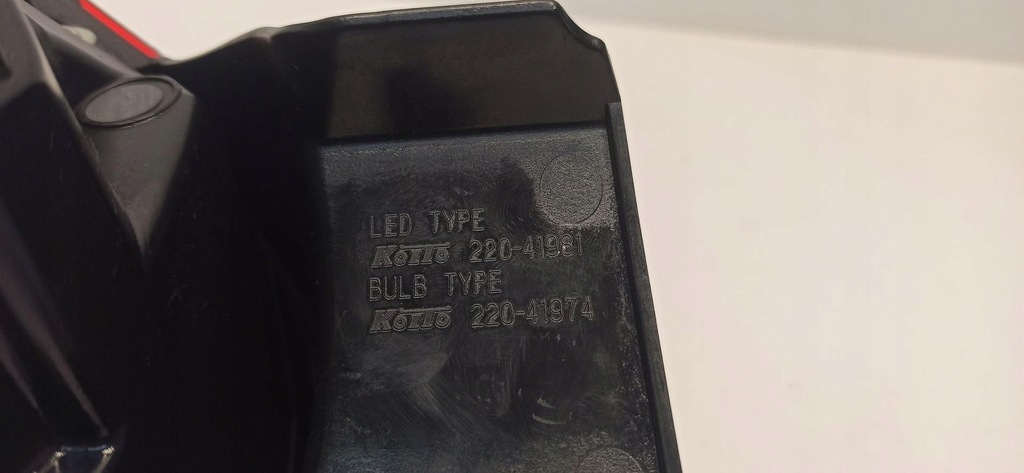 LED TYPE
KOITO 220-41981
BULB TYPE
KOITO 220-41974